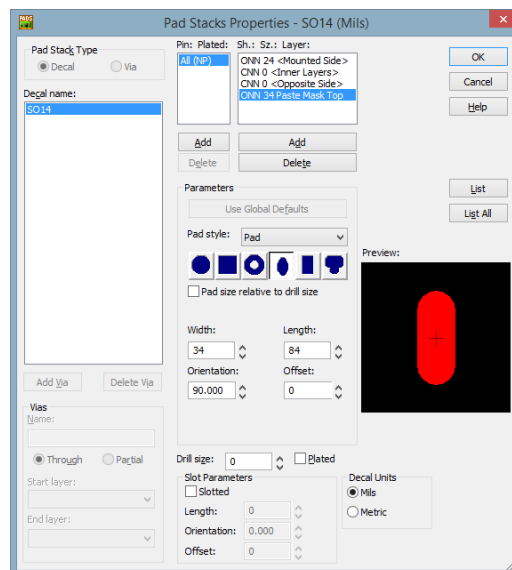 Pad Stacks Properties - SO14 (Mils)
Pad Stack Type
Decal
Via
Decal name:
SO14
Add Via
Delete Via
Vias
Name:
Through
Partial
Start layer:
End layer:
Pin: Plated:
All (NP)
Sh.: Sz.: Layer:
ONN 24 <Mounted Side>
CNN 0 <Inner Layers>
CNN 0 <Opposite Side>
ONN 34 Paste Mask Top
Add
Add
Delete
Delete
Parameters
Use Global Defaults
Pad style:
Pad
Pad size relative to drill size
Width:
Length:
34
84
Orientation:
Offset:
90.000
0
Drill size:
0
Plated
Slot Parameters
Slotted
Length:
0
Orientation:
0.000
Offset:
0
Decal Units
Mils
Metric
OK
Cancel
Help
List
List All
Preview: